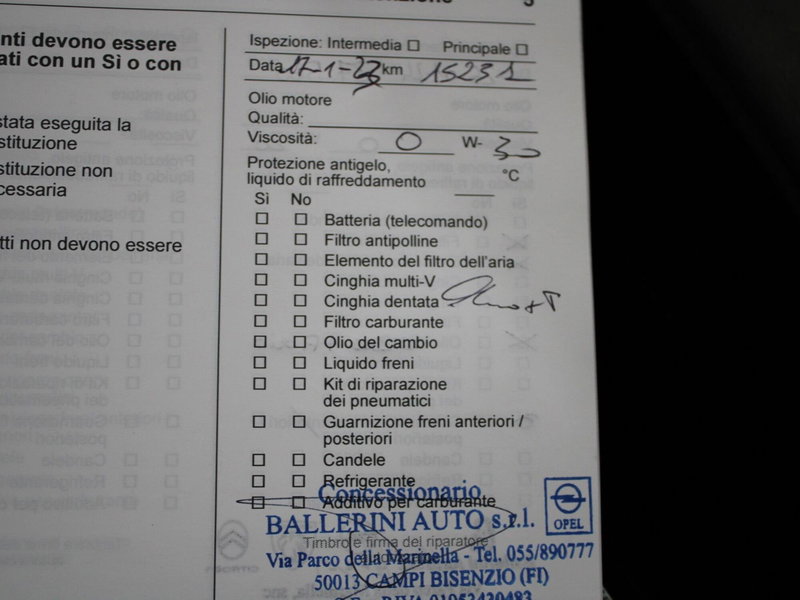 nti devono essere
ati con un Sì o con
stata eseguita la
stituzione
stituzione non
cessaria
tti non devono essere
Ispezione: Intermedia □ Principale □
Data 17-1-23 km 15231
Olio motore
Qualità:
Viscosità: 0 W- 30
Protezione antigelo,
liquido di raffreddamento °C
Sì No
□ □ Batteria (telecomando)
□ □ Filtro antipolline
□ □ Elemento del filtro dell'aria
□ □ Cinghia multi-V
□ □ Cinghia dentata
□ □ Filtro carburante
□ □ Olio del cambio
□ □ Liquido freni
□ □ Kit di riparazione
dei pneumatici
□ □ Guarnizione freni anteriori /
posteriori
□ □ Candele
□ □ Refrigerante
□ □ Additivo per carburante
Concessionario
BALLERINI AUTO s.r.l.
OPEL
Timbro e firma del riparatore
Via Parco della Marinella - Tel. 055/890777
50013 CAMPI BISENZIO (FI)